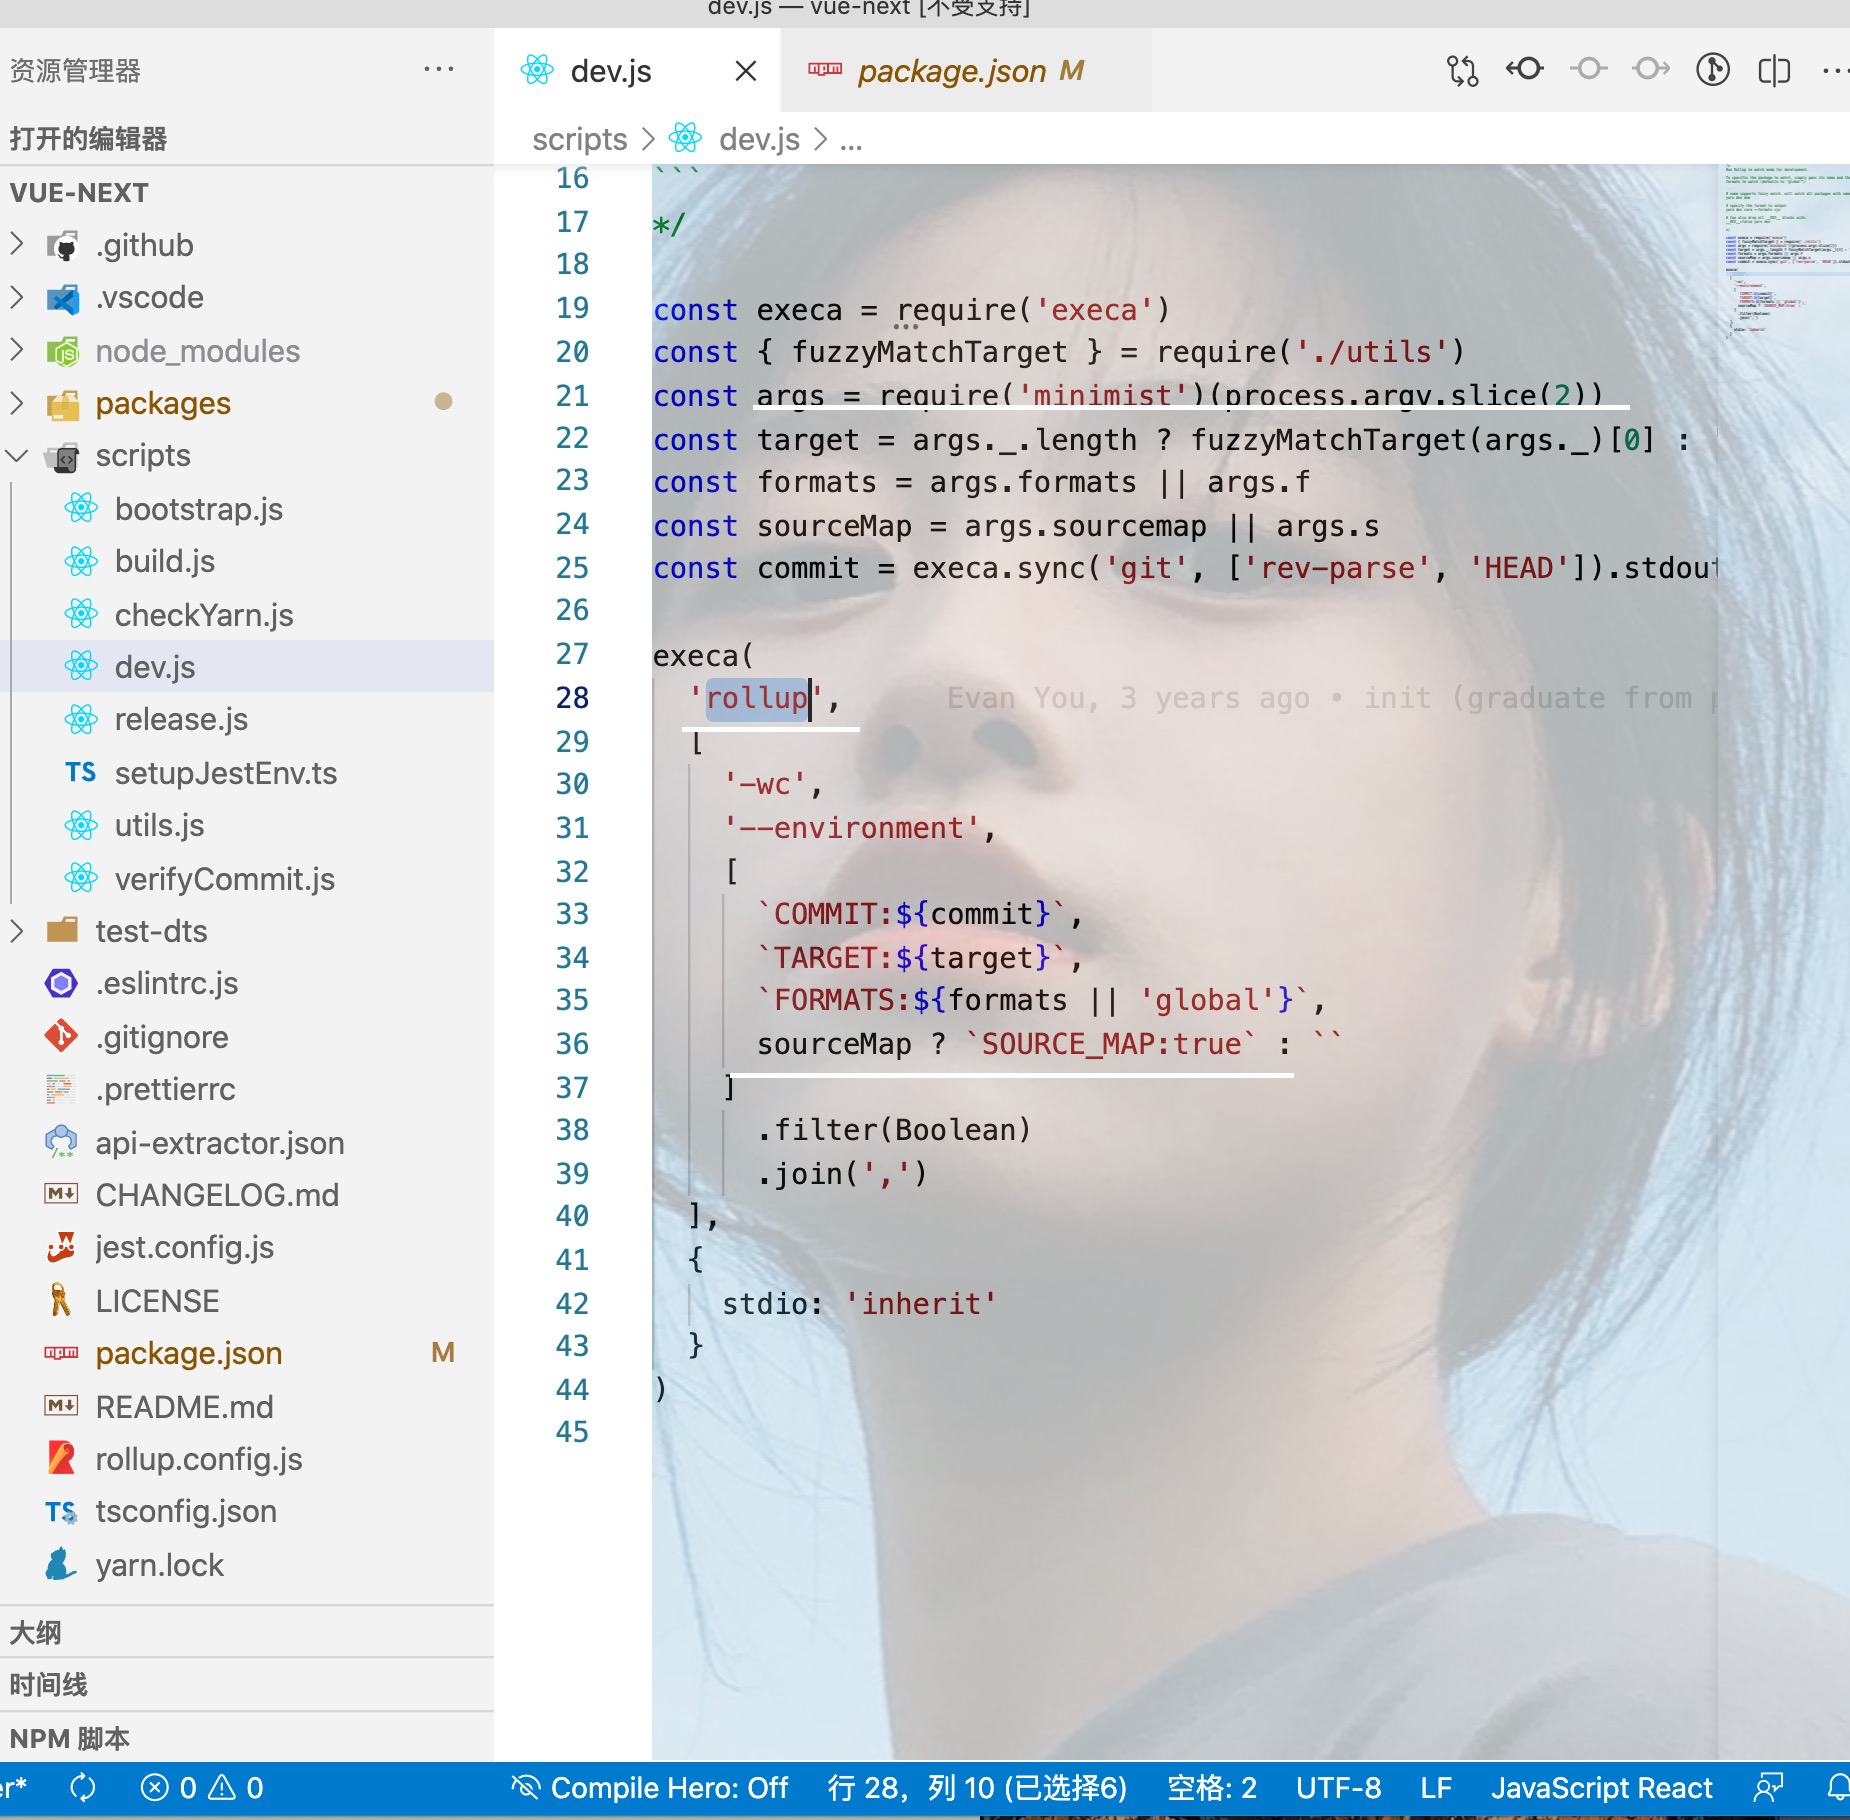 dev.js — vue-next [不受支持]
资源管理器
dev.js
package.json M
打开的编辑器
scripts > dev.js > ...
VUE-NEXT
.github
.vscode
node_modules
packages
scripts
bootstrap.js
build.js
checkYarn.js
dev.js
release.js
TS setupJestEnv.ts
utils.js
verifyCommit.js
test-dts
.eslintrc.js
.gitignore
.prettierrc
api-extractor.json
CHANGELOG.md
jest.config.js
LICENSE
package.json M
README.md
rollup.config.js
tsconfig.json
yarn.lock
大纲
时间线
NPM 脚本
16 ```
17 */
18
19 const execa = require('execa')
20 const { fuzzyMatchTarget } = require('./utils')
21 const args = require('minimist')(process.argv.slice(2))
22 const target = args._.length ? fuzzyMatchTarget(args._)[0] :
23 const formats = args.formats || args.f
24 const sourceMap = args.sourcemap || args.s
25 const commit = execa.sync('git', ['rev-parse', 'HEAD']).stdout
26
27 execa(
28 'rollup', Evan You, 3 years ago • init (graduate from
29 [
30 '-wc',
31 '--environment',
32 [
33 `COMMIT:${commit}`,
34 `TARGET:${target}`,
35 `FORMATS:${formats || 'global'}`,
36 sourceMap ? `SOURCE_MAP:true` : ``
37 ]
38 .filter(Boolean)
39 .join(',')
40 ],
41 {
42 stdio: 'inherit'
43 }
44 )
45
0 0 Compile Hero: Off 行 28，列 10 (已选择6) 空格: 2 UTF-8 LF JavaScript React